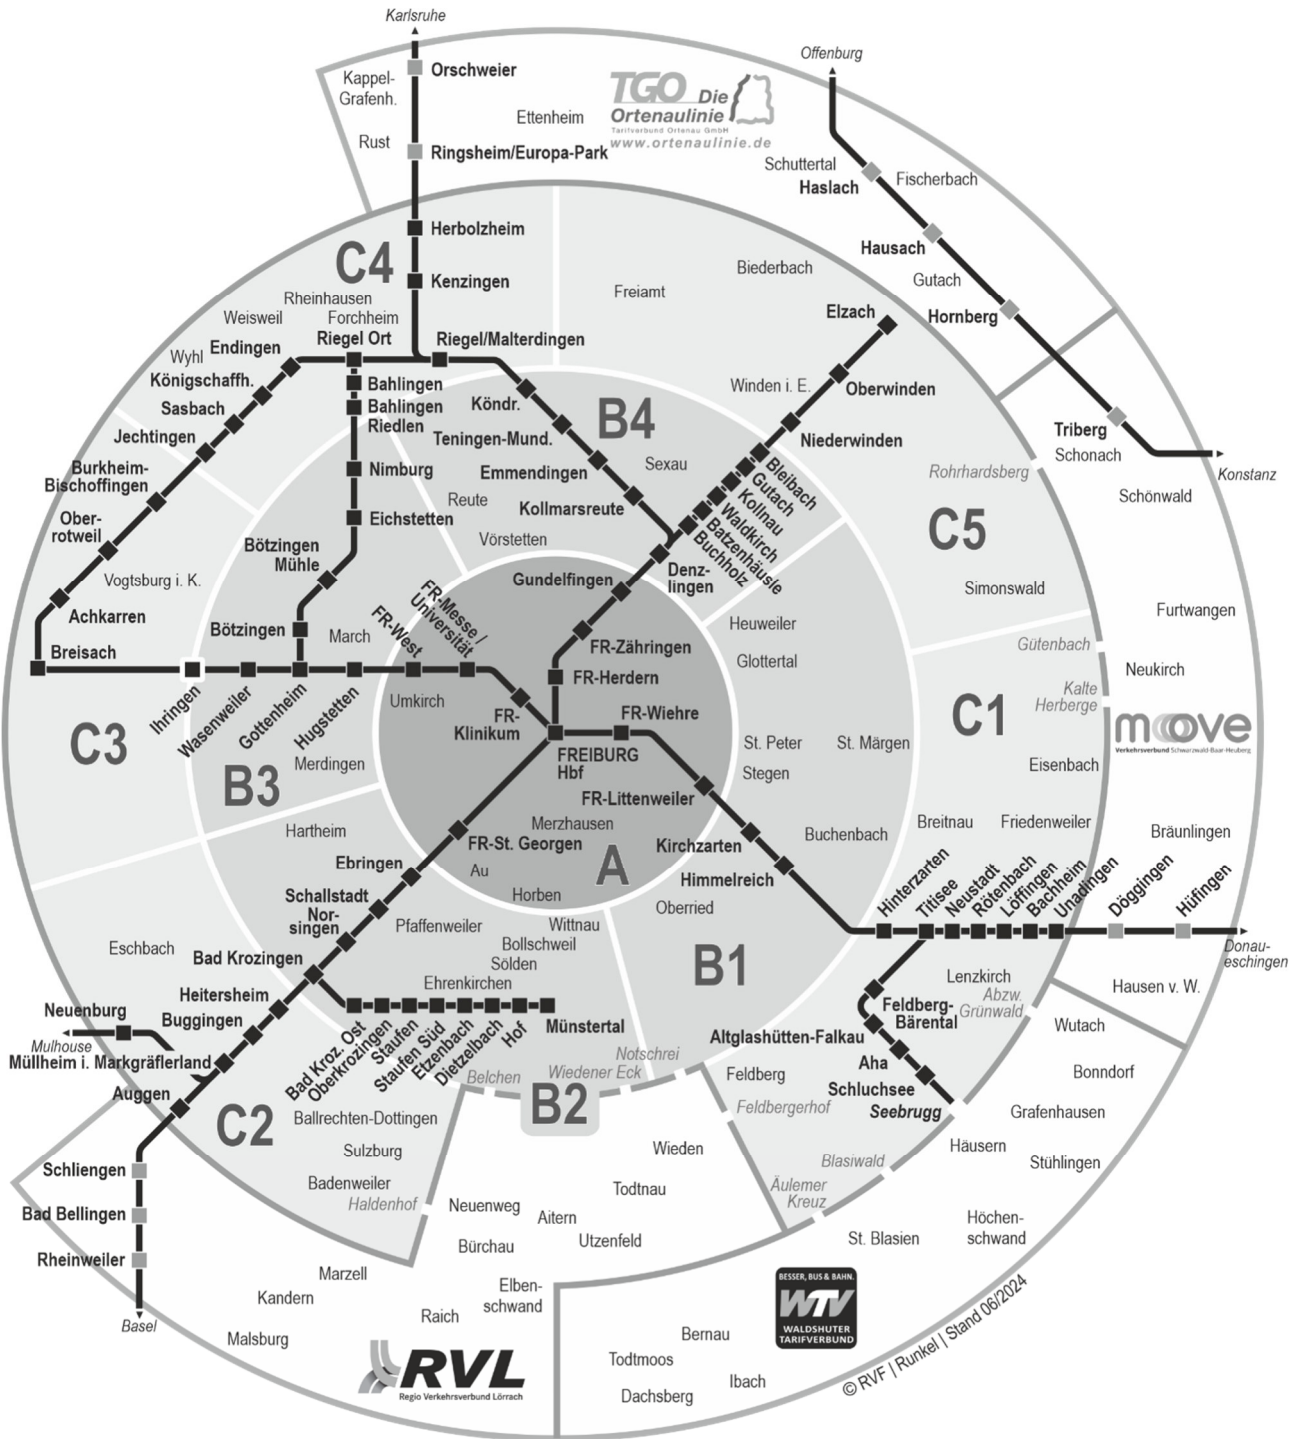 Karlsruhe
Kappel-
Grafenh.
Orschweier
Rust
Ettenheim
Ringsheim/Europa-Park
TGO Die
Ortenaulinie
Tarifverbund Ortenau GmbH
www.ortenaulinie.de
Offenburg
Schuttertal
Haslach
Fischerbach
Hausach
Gutach
Hornberg
Triberg
Schonach
Konstanz
Schönwald
C4
Herbolzheim
Kenzingen
Rheinhausen
Weisweil
Forchheim
Riegel Ort
Riegel/Malterdingen
Wyhl
Endingen
Königschaffh.
Sasbach
Jechtingen
Burkheim-
Bischoffingen
Ober-
rotweil
Vogtsburg i. K.
Achkarren
Breisach
Bahlingen
Bahlingen
Riedlen
Nimburg
Eichstetten
Bötzingen
Mühle
Bötzingen
March
Biederbach
Freiamt
Elzach
Winden i. E.
Oberwinden
Niederwinden
B4
Köndr.
Teningen-Mund.
Emmendingen
Sexau
Kollmarsreute
Reute
Vörstetten
Bleibach
Gutach
Kollnau
Waldkirch
Batzenhäusle
Buchholz
Denz-
lingen
Gundelfingen
Rohrhardsberg
C5
Simonswald
Furtwangen
Heuweiler
Glottertal
Gütenbach
Neukirch
Kalte
Herberge
C1
moove
Verkehrsverbund Schwarzwald-Baar-Heuberg
FR-Messe /
Universität
FR-West
FR-Zähringen
FR-Herdern
FR-Wiehre
Umkirch
FR-
Klinikum
FREIBURG
Hbf
Ihringen
Wasenweiler
Gottenheim
Hugstetten
C3
B3
Merdingen
St. Peter
St. Märgen
Stegen
Eisenbach
FR-Littenweiler
Merzhausen
FR-St. Georgen
A
Au
Horben
Kirchzarten
Himmelreich
Buchenbach
Breitnau
Friedenweiler
Bräunlingen
Hartheim
Ebringen
Schallstadt
Nor-
singen
Bad Krozingen
Eschbach
Heitersheim
Buggingen
Neuenburg
Mulhouse
Müllheim i. Markgräflerland
Auggen
Pfaffenweiler
Wittnau
Bollschweil
Sölden
Ehrenkirchen
Oberried
B1
Hinterzarten
Titisee
Neustadt
Rötenbach
Löffingen
Bachheim
Unadingen
Döggingen
Hüfingen
Donau-
eschingen
Hausen v. W.
Lenzkirch
Abzw.
Grünwald
Feldberg-
Bärental
Altglashütten-Falkau
Aha
Schluchsee
Seebrugg
Wutach
Bonndorf
Grafenhausen
Häusern
Stühlingen
Bad Kroz. Ost
Oberkrozingen
Staufen
Staufen Süd
Etzenbach
Dietzelbach
Hof
Münstertal
Notschrei
Wiedener Eck
Belchen
B2
Feldberg
Feldbergerhof
Blasiwald
Äulemer
Kreuz
C2
Ballrechten-Dottingen
Sulzburg
Badenweiler
Haldenhof
Schliengen
Bad Bellingen
Rheinweiler
Basel
Wieden
Todtnau
Neuenweg
Aitern
Bürchau
Utzenfeld
Marzell
Kandern
Elben-
schwand
Raich
Malsburg
RVL
Regio Verkehrsverbund Lörrach
St. Blasien
Höchen-
schwand
BESSER, BUS & BAHN.
WTV
WALDSHUTER
TARIFVERBUND
Bernau
Todtmoos
Ibach
Dachsberg
© RVF | Runkel | Stand 06/2024